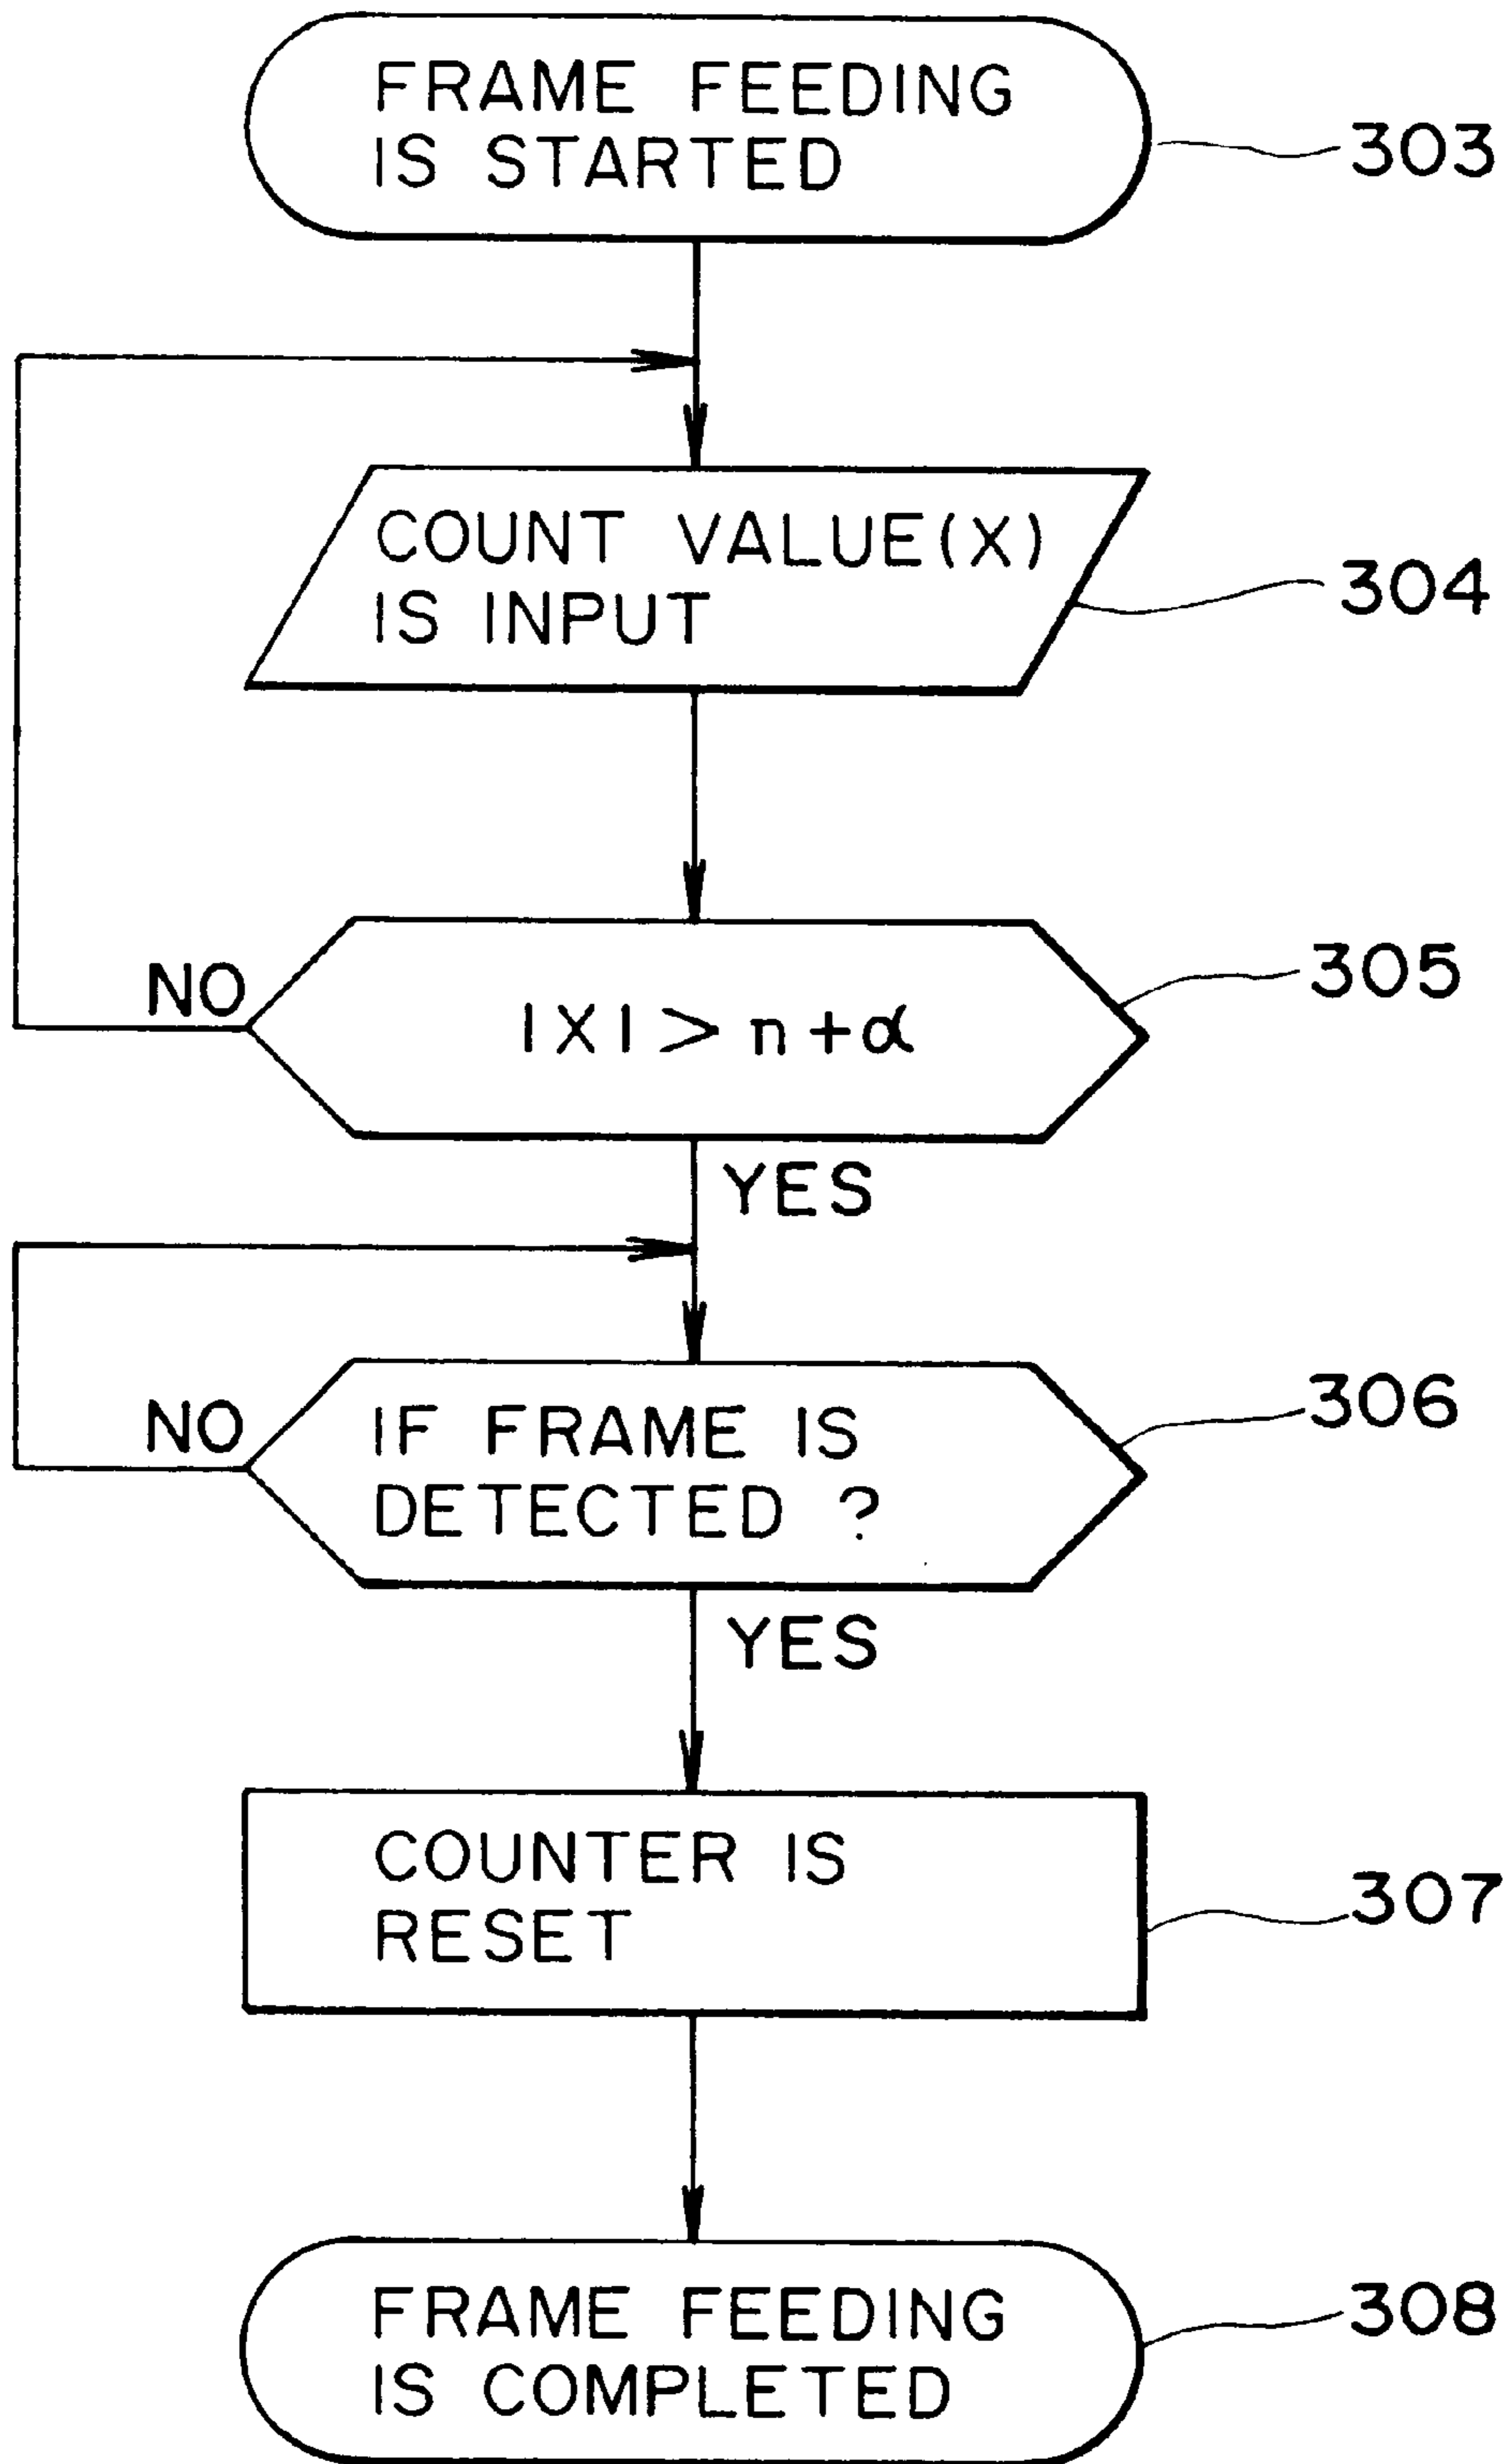 FRAME FEEDING
IS STARTED
303
COUNT VALUE(X)
IS INPUT
304
NO
|X|>n+α
305
YES
NO
IF FRAME IS
DETECTED ?
306
YES
COUNTER IS
RESET
307
FRAME FEEDING
IS COMPLETED
308